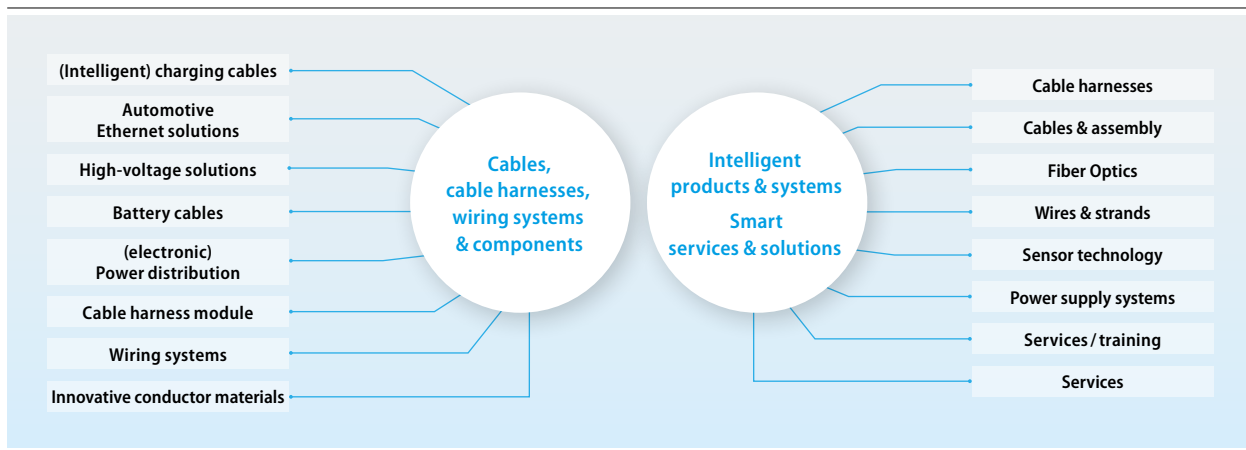 (Intelligent) charging cables
Automotive
Ethernet solutions
High-voltage solutions
Battery cables
(electronic)
Power distribution
Cable harness module
Wiring systems
Innovative conductor materials
Cables,
cable harnesses,
wiring systems
& components
Intelligent
products & systems
Smart
services & solutions
Cable harnesses
Cables & assembly
Fiber Optics
Wires & strands
Sensor technology
Power supply systems
Services / training
Services